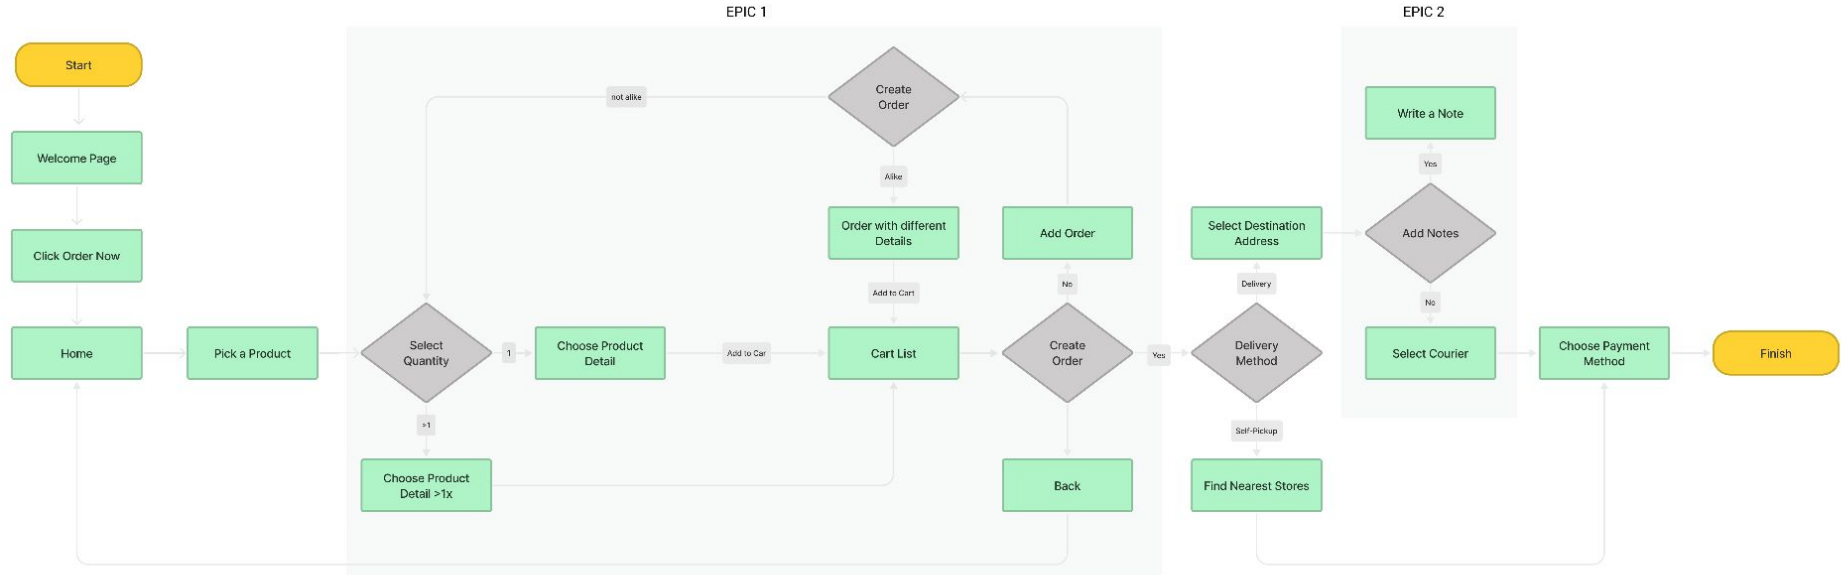 EPIC 1
EPIC 2
Start
Welcome Page
Click Order Now
Home
Pick a Product
Select
Quantity
1
>1
Choose Product
Detail
Choose Product
Detail >1x
Add to Car
not alike
Create
Order
Alike
Order with different
Details
Add to Cart
Cart List
Add Order
No
Create
Order
Yes
Back
Select Destination
Address
Delivery
Delivery
Method
Self-Pickup
Find Nearest Stores
Write a Note
Yes
Add Notes
No
Select Courier
Choose Payment
Method
Finish